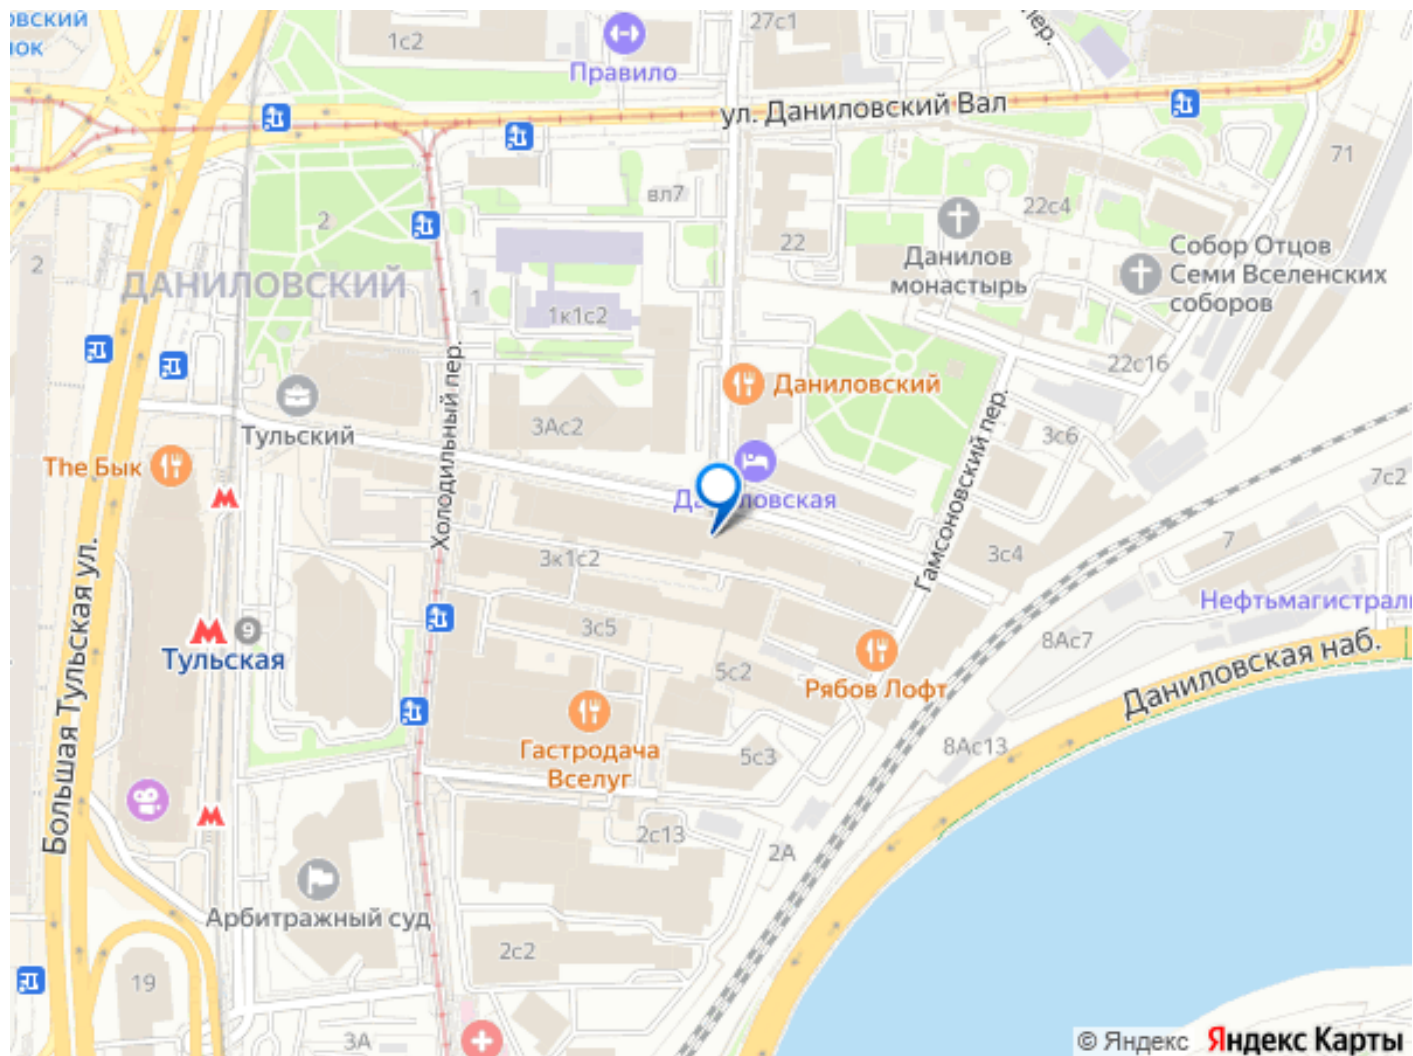 овский
ок
1с2
Правило
27с1
пер.
ул. Даниловский Вал
71
вл7
2
22
22с4
Данилов
монастырь
Собор Отцов
Семи Вселенских
соборов
2
ДАНИЛОВСКИЙ
1
1к1с2
Холодильный пер.
22с16
Даниловский
Тульский
3Ас2
3с6
Гамсоновский пер.
The Бык
7с2
3к1с2
3с4
7
Нефтьмагистраль
Большая Тульская ул.
9
Тульская
3с5
8Ас7
5с2
Рябов Лофт
Даниловская наб.
Гастродача
Вселуг
5с3
8Ас13
2с13
2А
Арбитражный суд
2с2
19
3А
© Яндекс Яндекс Карты